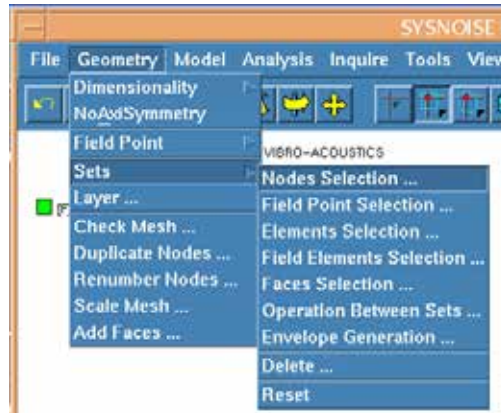 SYSNOISE
File Geometry Model Analysis Inquire Tools View
Dimensionality
NoAxiSymmetry
Field Point
Sets
Layer ...
Check Mesh ...
Duplicate Nodes ...
Renumber Nodes ...
Scale Mesh ...
Add Faces ...
VIBRO-ACOUSTICS
Nodes Selection ...
Field Point Selection ...
Elements Selection ...
Field Elements Selection ...
Faces Selection ...
Operation Between Sets ...
Envelope Generation ...
Delete ...
Reset